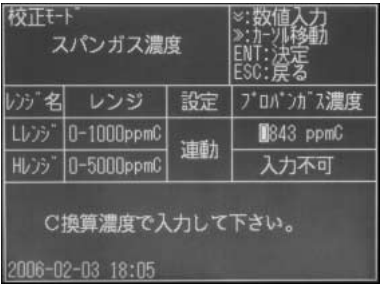 校正モード
スパンガス濃度
≫:数値入力
≫:カーソル移動
ENT:決定
ESC:戻る
レンジ名 レンジ 設定 プロパンガス濃度
Lレンジ 0-1000ppmC 連動 0843 ppmC
Hレンジ 0-5000ppmC 入力不可
C換算濃度で入力して下さい。
2006-02-03 18:05